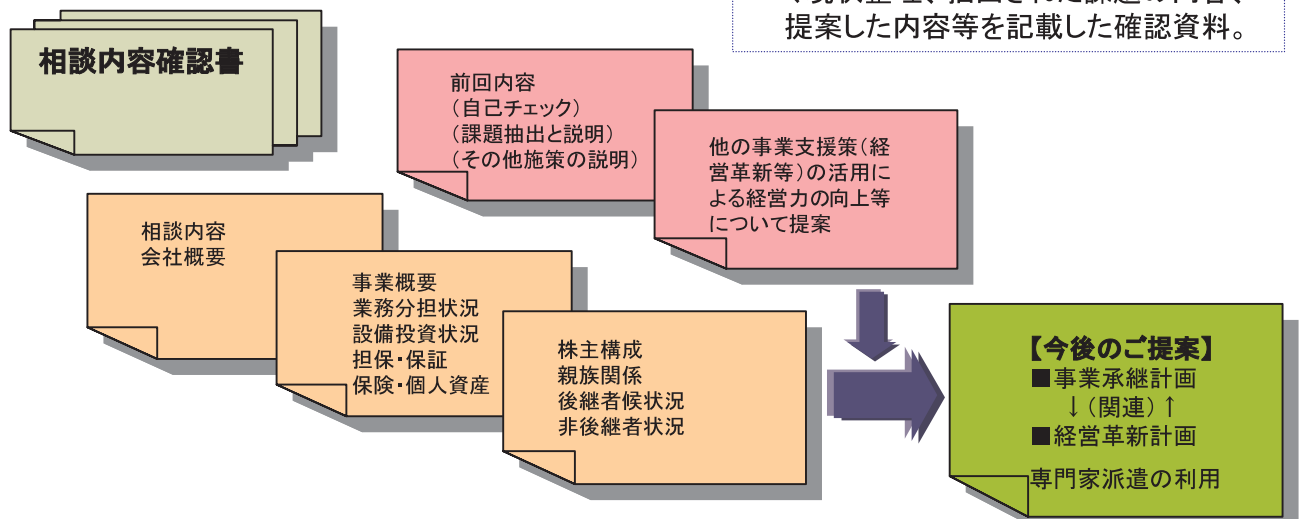 提案した内容等を記載した確認資料。
相談内容確認書
前回内容
(自己チェック)
(課題抽出と説明)
(その他施策の説明)
他の事業支援策(経
営革新等)の活用に
よる経営力の向上等
について提案
相談内容
会社概要
事業概要
業務分担状況
設備投資状況
担保・保証
保険・個人資産
株主構成
親族関係
後継者候状況
非後継者状況
【今後のご提案】
■事業承継計画
↓(関連)↑
■経営革新計画
専門家派遣の利用